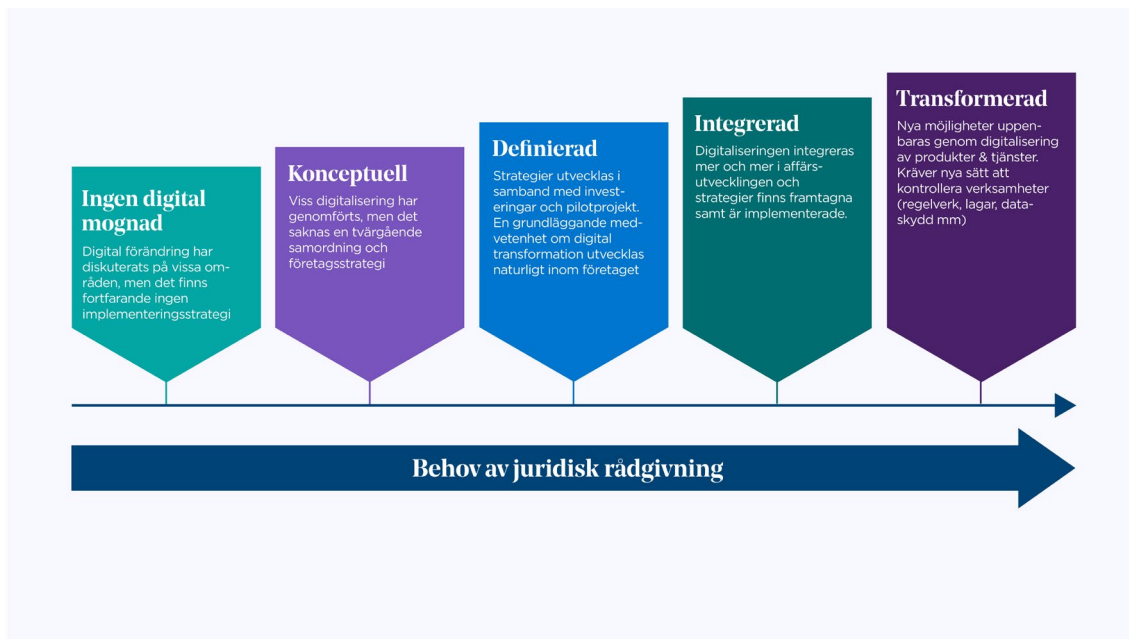 Ingen digital
mognad
Digital förändring har
diskuterats på vissa om-
råden, men det finns
fortfarande ingen
implementeringsstrategi
Konceptuell
Viss digitalisering har
genomförts, men det
saknas en tvärgående
samordning och
företagsstrategi
Definierad
Strategier utvecklas i
samband med invest-
eringar och pilotprojekt.
En grundläggande med-
vetenhet om digital
transformation utvecklas
naturligt inom företaget
Integrerad
Digitaliseringen integreras
mer och mer i affärs-
utvecklingen och
strategier finns framtagna
samt är implementerade.
Transformerad
Nya möjligheter uppen-
baras genom digitalisering
av produkter & tjänster.
Kräver nya sätt att
kontrollera verksamheter
(regelverk, lagar, data-
skydd mm)
Behov av juridisk rådgivning